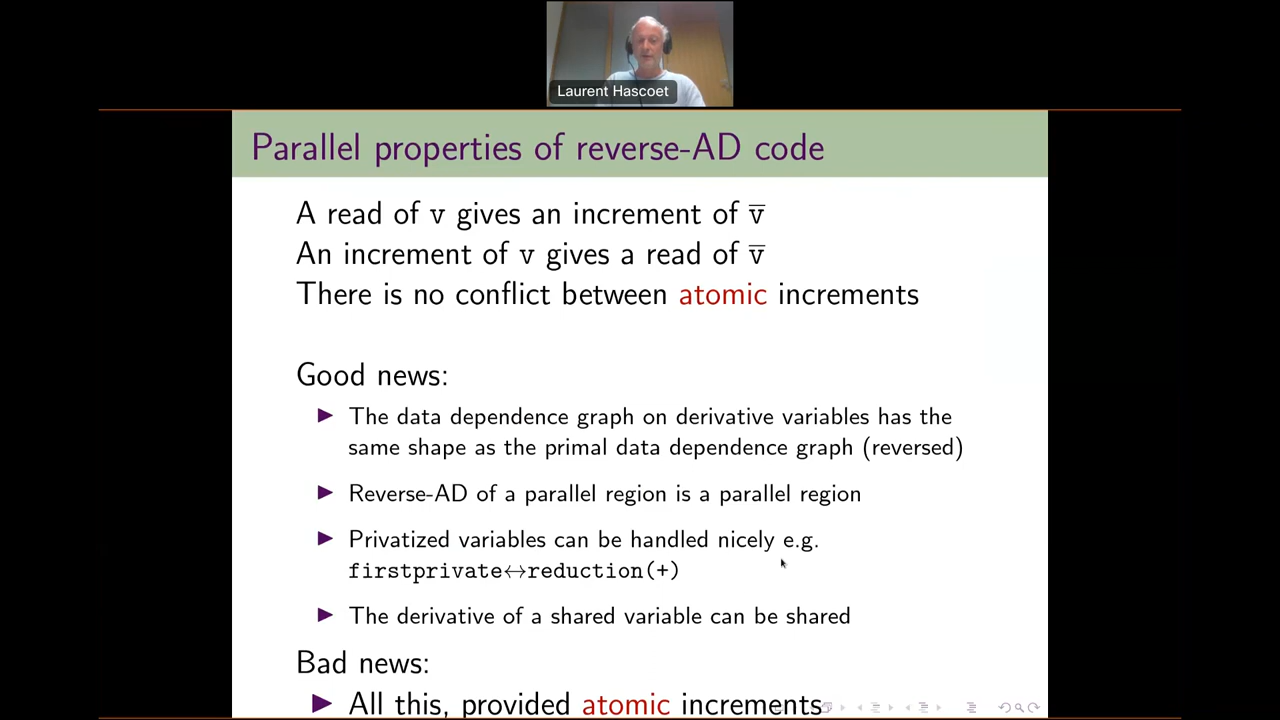 Laurent Hascoet
Parallel properties of reverse-AD code
A read of v gives an increment of v̅
An increment of v gives a read of v̅
There is no conflict between atomic increments
Good news:
▶ The data dependence graph on derivative variables has the
same shape as the primal data dependence graph (reversed)
▶ Reverse-AD of a parallel region is a parallel region
▶ Privatized variables can be handled nicely e.g.
firstprivate↔reduction(+)
▶ The derivative of a shared variable can be shared
Bad news:
▶ All this, provided atomic increments